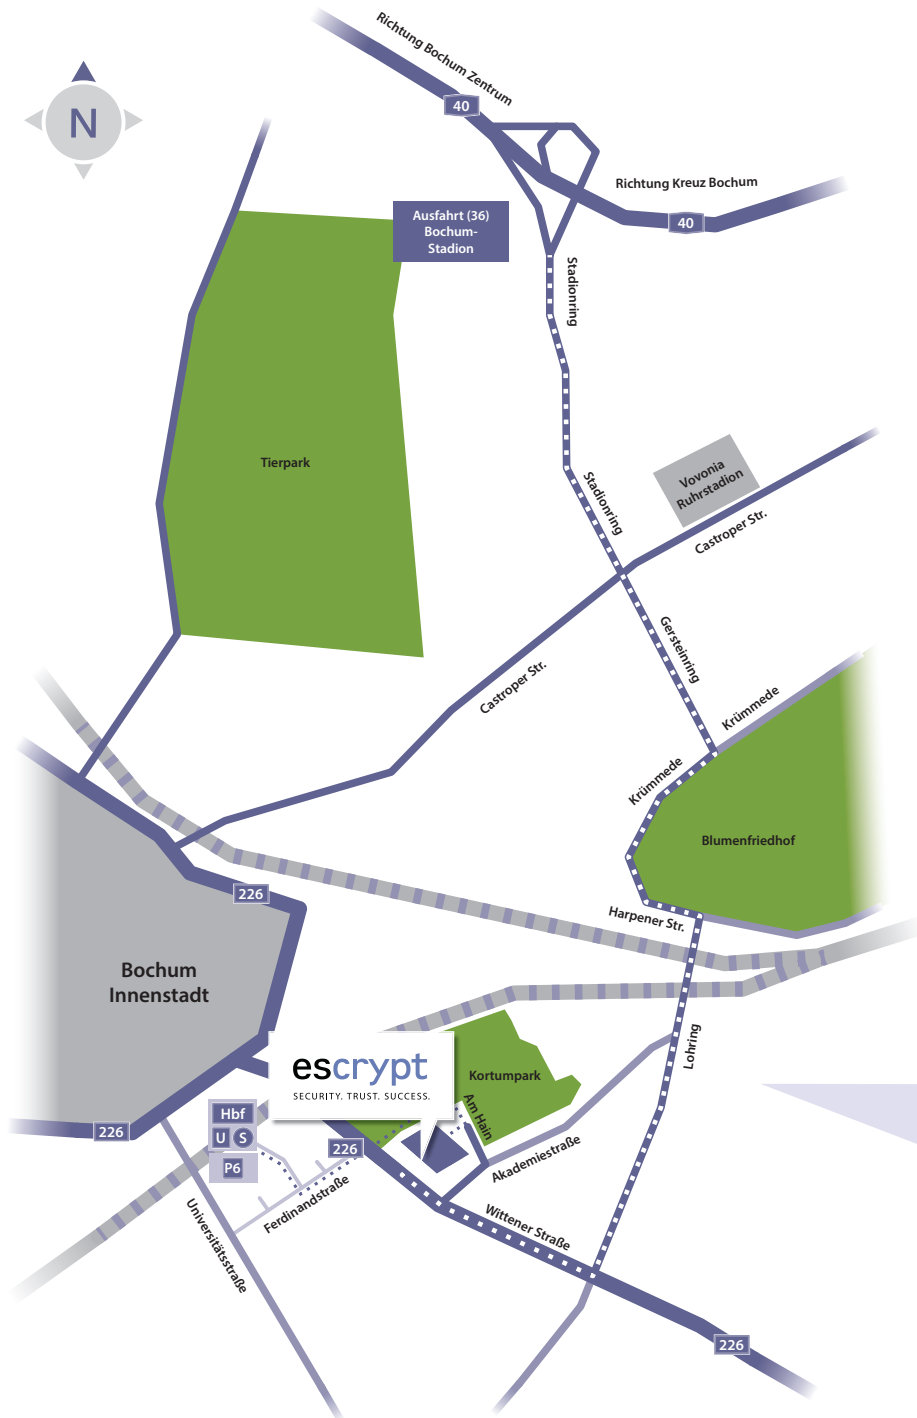 Richtung Bochum Zentrum
40
N
Richtung Kreuz Bochum
Ausfahrt (36)
Bochum-
Stadion
40
Stadionring
Tierpark
Vovonia
Ruhrstadion
Stadionring
Castroper Str.
Gersteinring
Castroper Str.
Krümmede
Krümmede
Blumenfriedhof
226
Harpener Str.
Bochum
Innenstadt
Lohring
escrypt
SECURITY. TRUST. SUCCESS.
Kortumpark
Am Hain
Hbf
226
U S
226
Akademiestraße
P6
Ferdinandstraße
Universitätsstraße
Wittener Straße
226